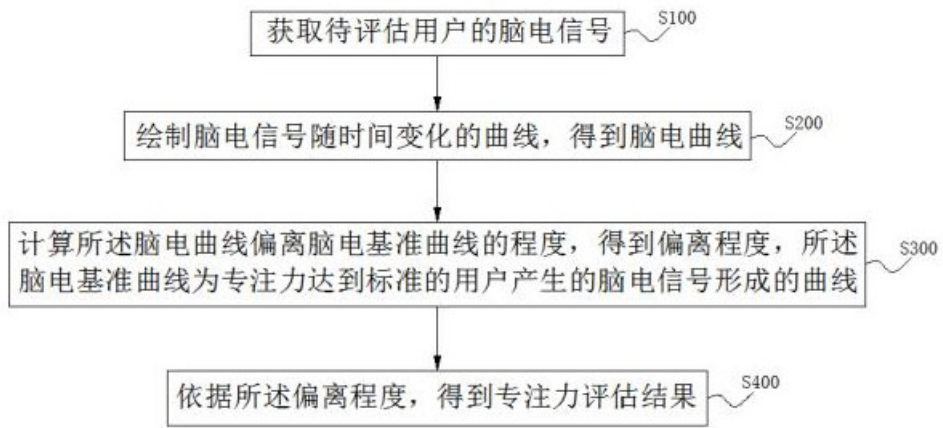 获取待评估用户的脑电信号
S100
绘制脑电信号随时间变化的曲线，得到脑电曲线
S200
计算所述脑电曲线偏离脑电基准曲线的程度，得到偏离程度，所述
脑电基准曲线为专注力达到标准的用户产生的脑电信号形成的曲线
S300
依据所述偏离程度，得到专注力评估结果
S400